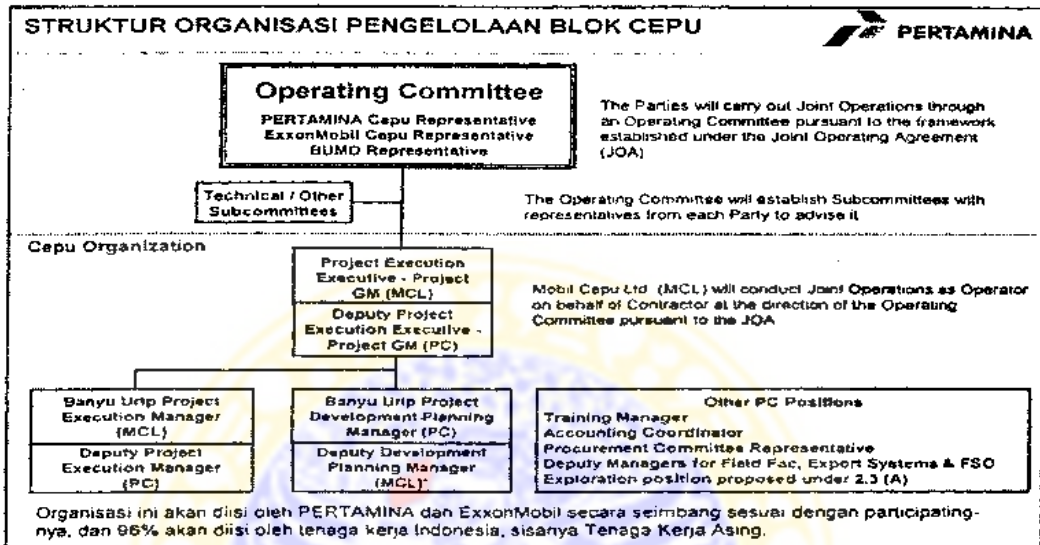 STRUKTUR ORGANISASI PENGELOLAAN BLOK CEPU
PERTAMINA
Operating Committee
PERTAMINA Cepu Representative
ExxonMobil Cepu Representative
BUMD Representative
The Parties will carry out Joint Operations through
an Operating Committee pursuant to the framework
established under the Joint Operating Agreement
(JOA)
Technical / Other
Subcommittees
The Operating Committee will establish Subcommittees with
representatives from each Party to advise it
Cepu Organization
Project Execution
Executive - Project
GM (MCL)
Deputy Project
Execution Executive -
Project GM (PC)
Mobil Cepu Ltd. (MCL) will conduct Joint Operations as Operator
on behalf of Contractor at the direction of the Operating
Committee pursuant to the JOA
Banyu Urip Project
Execution Manager
(MCL)
Deputy Project
Execution Manager
(PC)
Banyu Urip Project
Development Planning
Manager (PC)
Deputy Development
Planning Manager
(MCL)*
Other PC Positions
Training Manager
Accounting Coordinator
Procurement Committee Representative
Deputy Managers for Field Fac, Export Systems & FSO
Exploration position proposed under 2.3 (A)
Organisasi ini akan diisi oleh PERTAMINA dan ExxonMobil secara seimbang sesuai dengan participating-
nya, dan 96% akan diisi oleh tenaga kerja Indonesia, sisanya Tenaga Kerja Asing.